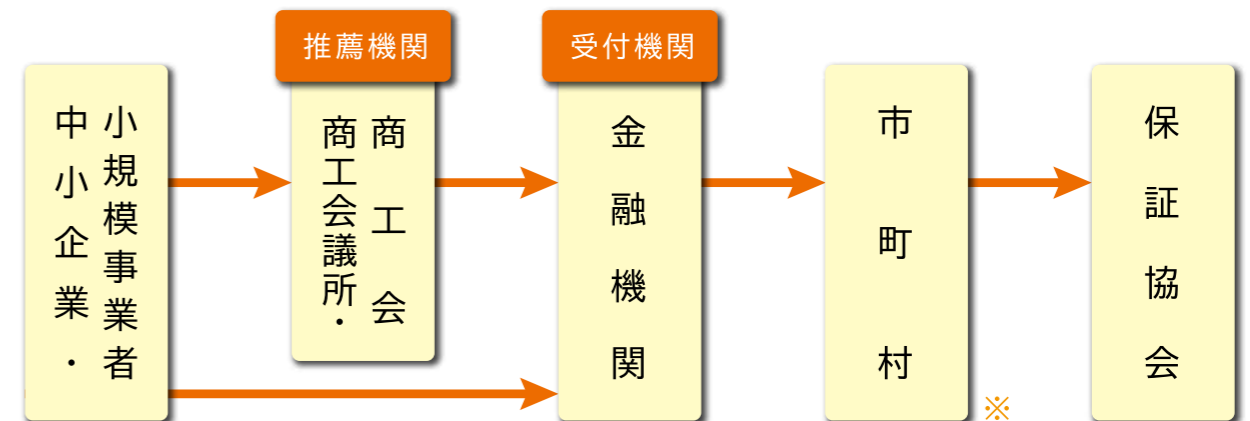 中小企業・
小規模事業者
推薦機関
商工会議所・
商工会
受付機関
金融機関
市町村
※
保証協会